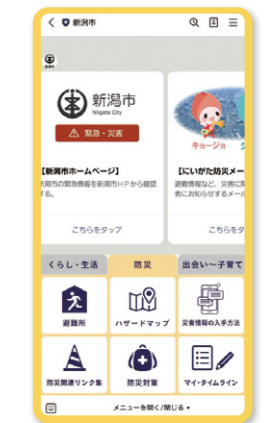 新潟市
新潟市
Niigata City
緊急・災害
キョージョ
【新潟市ホームページ】
市の緊急情報を新潟市HPから確認
する。
【にいがた防災メー
避難情報など、災害に
者にお知らせするメール
こちらをタップ
こちらをタ
くらし・生活
防災
出会い~子育て
避難所
ハザードマップ
災害情報の入手方法
防災関連リンク集
防災対策
マイ・タイムライン
メニューを開く/閉じる▾